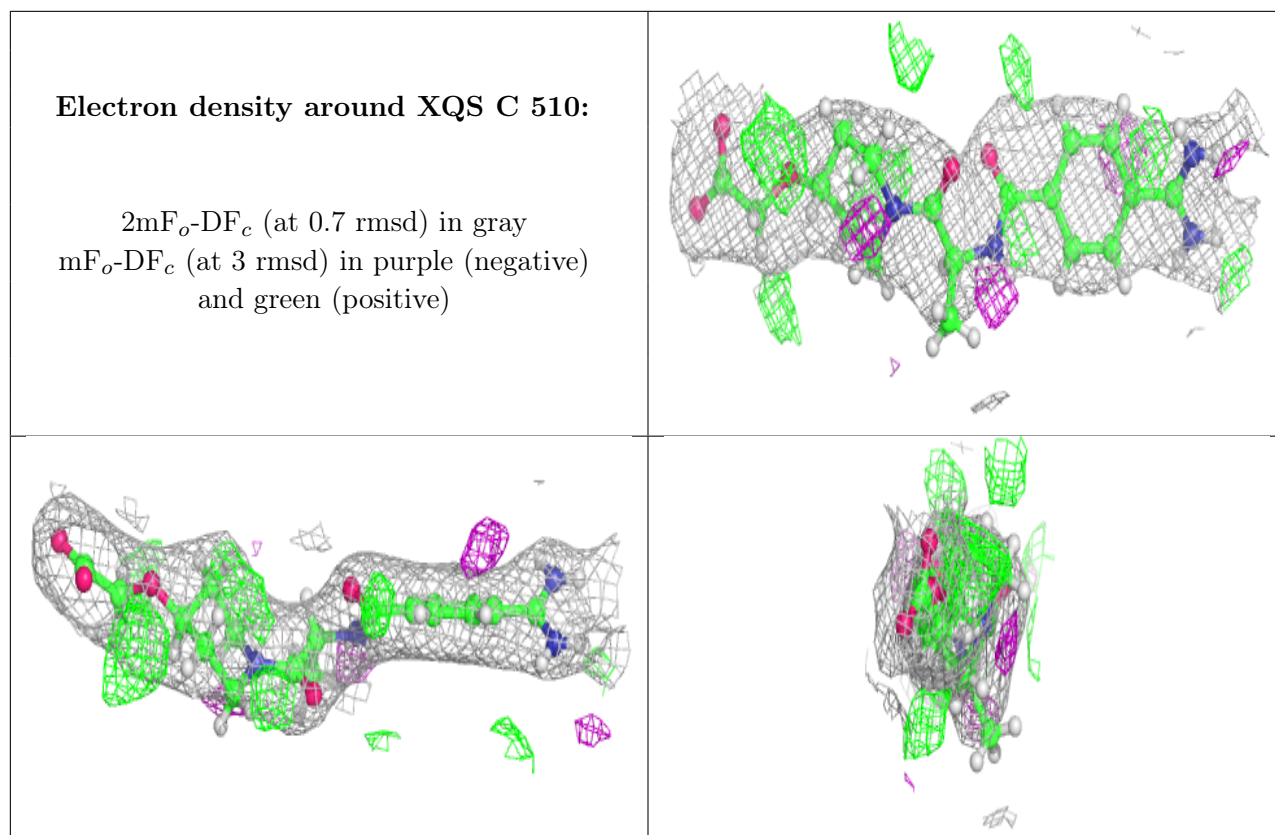 Electron density around XQS C 510:
2mFo-DFc (at 0.7 rmsd) in gray
mFo-DFc (at 3 rmsd) in purple (negative)
and green (positive)